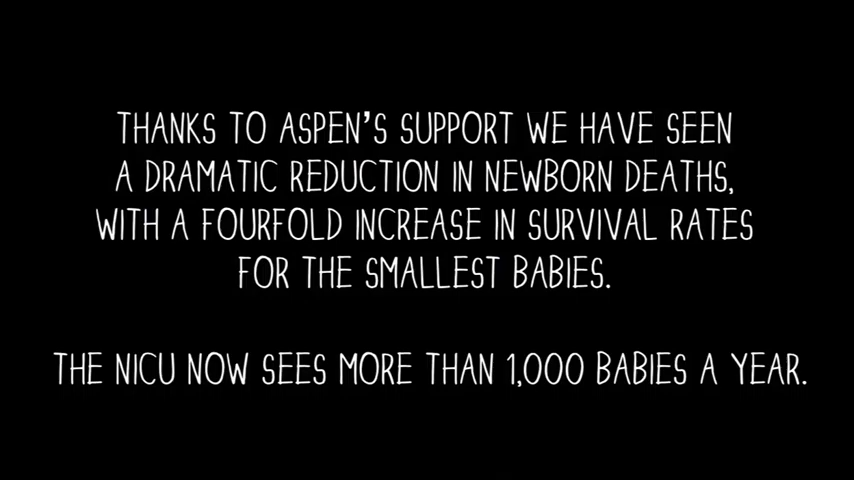 THANKS TO ASPEN'S SUPPORT WE HAVE SEEN
A DRAMATIC REDUCTION IN NEWBORN DEATHS,
WITH A FOURFOLD INCREASE IN SURVIVAL RATES
FOR THE SMALLEST BABIES.
THE NICU NOW SEES MORE THAN 1,000 BABIES A YEAR.